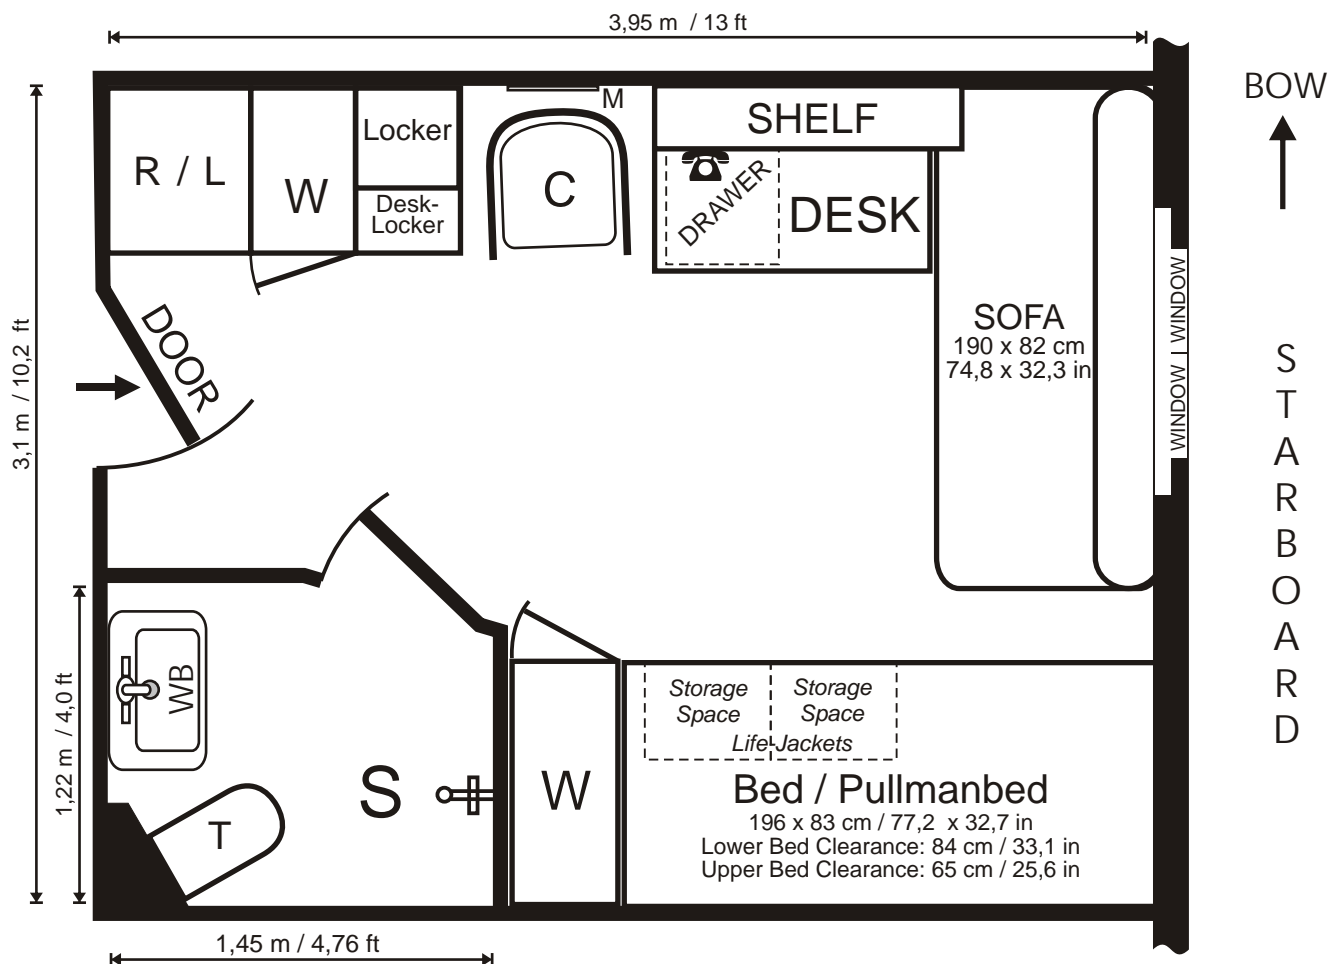 3,95 m / 13 ft
BOW
M
SHELF
Locker
R / L
W
C
Desk-
Locker
DRAWER
DESK
DOOR
SOFA
190 x 82 cm
74,8 x 32,3 in
WINDOW
WINDOW
STARBOARD
3,1 m / 10,2 ft
1,22 m / 4,0 ft
WB
T
S
W
Storage
Space
Storage
Space
Life-Jackets
Bed / Pullmanbed
196 x 83 cm / 77,2 x 32,7 in
Lower Bed Clearance: 84 cm / 33,1 in
Upper Bed Clearance: 65 cm / 25,6 in
1,45 m / 4,76 ft